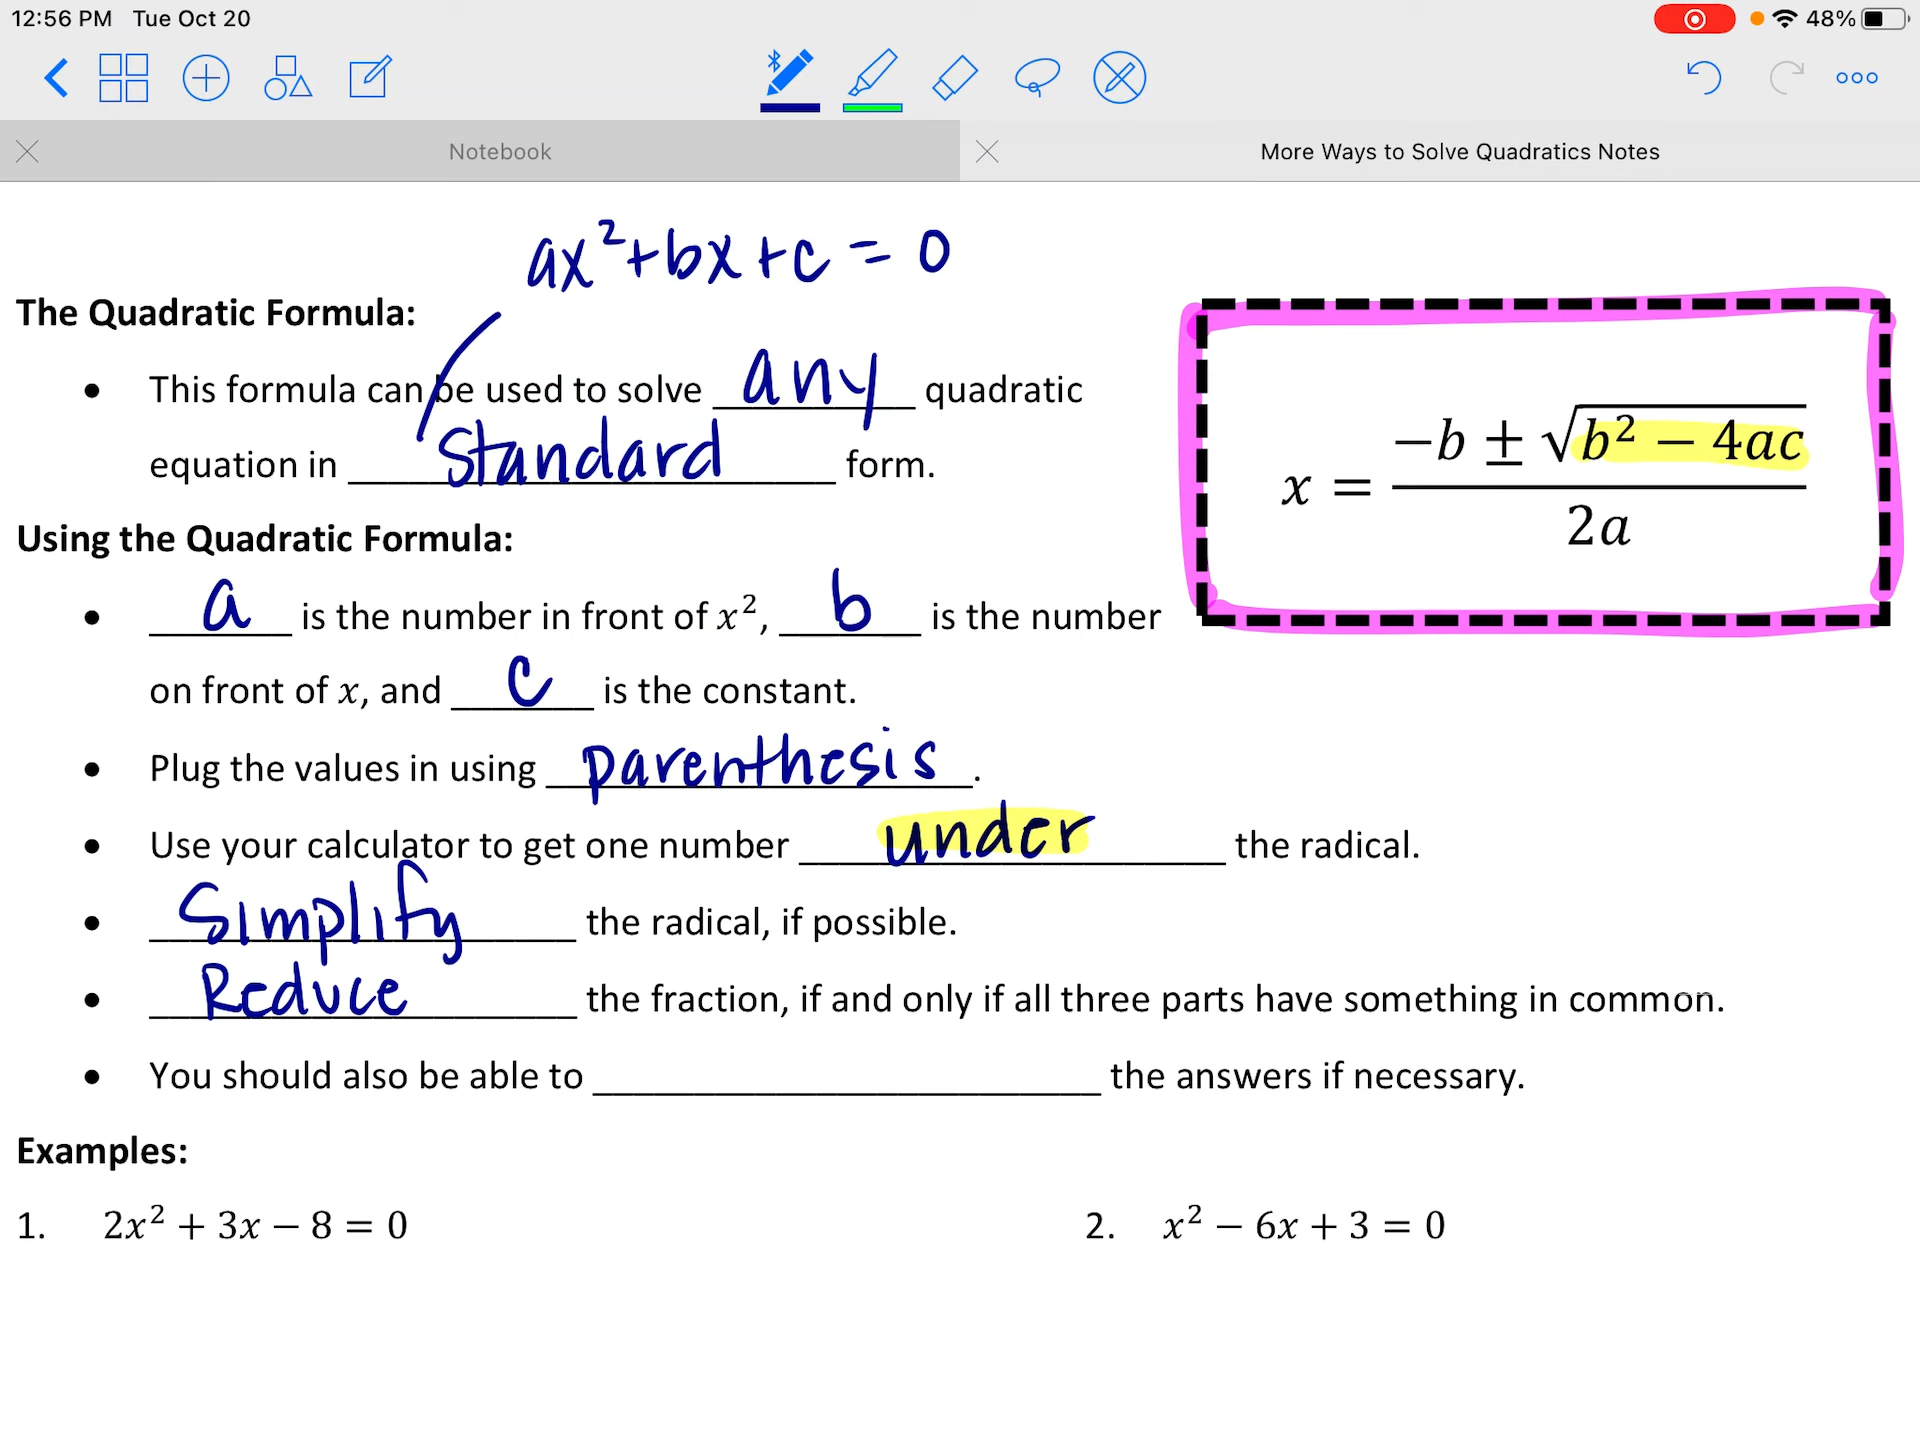 12:56 PM Tue Oct 20 48%
Notebook More Ways to Solve Quadratics Notes
ax²+bx+c = 0
The Quadratic Formula:
• This formula can be used to solve any quadratic
equation in Standard form.
x = (−b ± √(b² − 4ac)) / 2a
Using the Quadratic Formula:
• a is the number in front of x², b is the number
on front of x, and c is the constant.
• Plug the values in using parenthesis.
• Use your calculator to get one number under the radical.
• Simplify the radical, if possible.
• Reduce the fraction, if and only if all three parts have something in common.
• You should also be able to ____ the answers if necessary.
Examples:
1. 2x² + 3x − 8 = 0 2. x² − 6x + 3 = 0